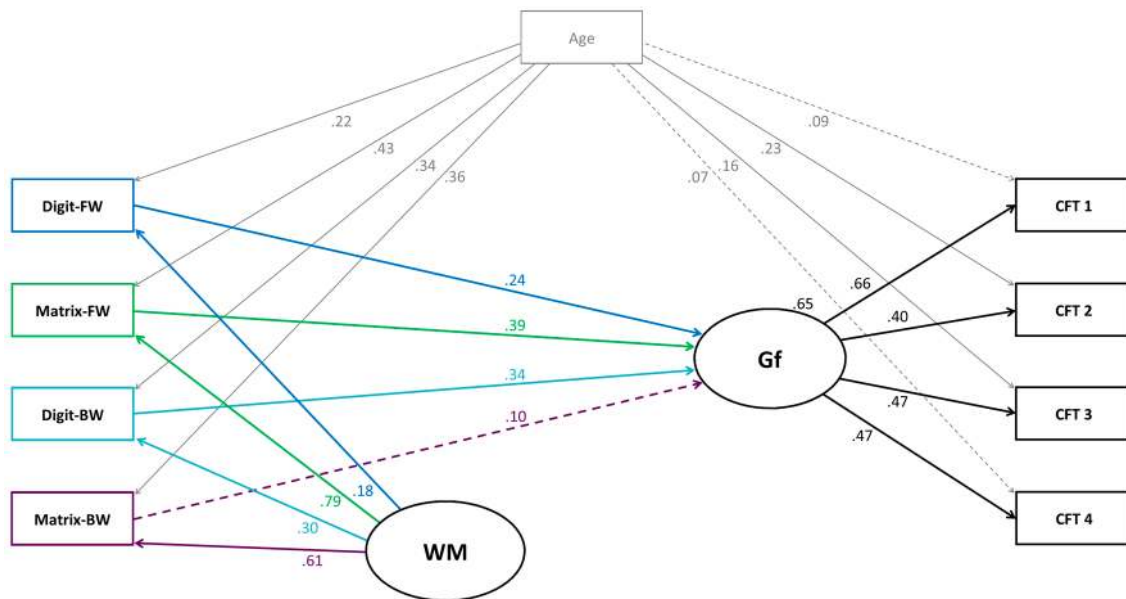 Age
.22
.09
.43
.23
.34
.16
.36
.07
Digit-FW
CFT 1
.24
.66
Matrix-FW
.65
CFT 2
.39
.40
Gf
.34
Digit-BW
.47
CFT 3
.10
.47
.18
.79
Matrix-BW
CFT 4
.30
WM
.61